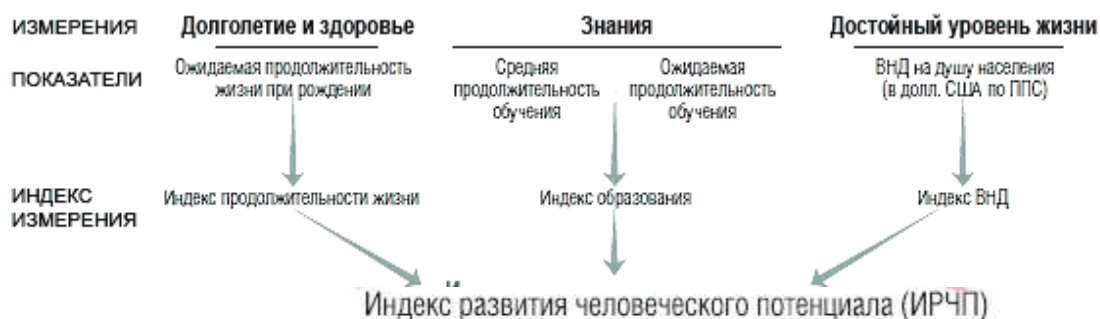 ИЗМЕРЕНИЯ Долголетие и здоровье Знания Достойный уровень жизни
ПОКАЗАТЕЛИ
Ожидаемая продолжительность
жизни при рождении
Средняя
продолжительность
обучения
Ожидаемая
продолжительность
обучения
ВНД на душу населения
(в долл. США по ППС)
ИНДЕКС
ИЗМЕРЕНИЯ
Индекс продолжительности жизни
Индекс образования
Индекс ВНД
Индекс развития человеческого потенциала (ИРЧП)